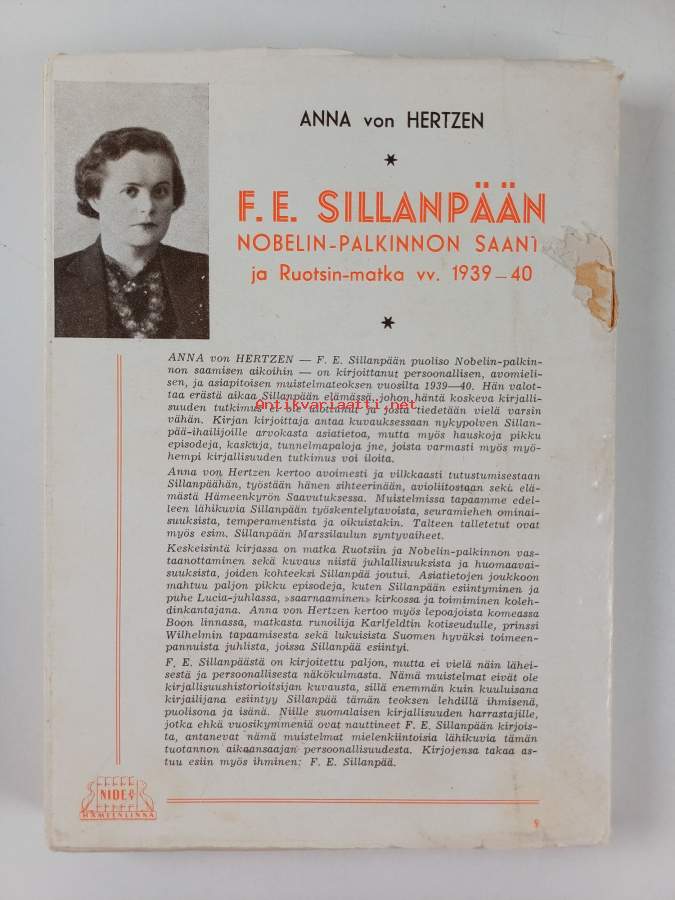 ANNA von HERTZEN
*
F. E. SILLANPÄÄN
NOBELIN-PALKINNON SAANTI
ja Ruotsin-matka vv. 1939–40
*
ANNA von HERTZEN — F. E. Sillanpään puoliso Nobelin-palkin-
non saamisen aikoihin — on kirjoittanut persoonallisen, avomieli-
sen, ja asiapitoisen muistelmateoksen vuosilta 1939—40. Hän valot-
taa erästä aikaa Sillanpään elämässä, johon häntä koskeva kirjalli-
suuden tutkimus ei ole ulottunut ja josta tiedetään vielä varsin
Antikvariaatti.net
vähän. Kirjan kirjoittaja antaa kuvauksessaan nykypolven Sillan-
pää-ihailijoille arvokasta asiatietoa, mutta myös hauskoja pikku
episodeja, kaskuja, tunnelmapaloja jne, joista varmasti myös myö-
hempi kirjallisuuden tutkimus voi iloita.
Anna von Hertzen kertoo avoimesti ja vilkkaasti tutustumisestaan
Sillanpäähän, työstään hänen sihteerinään, avioliitostaan sekä elä-
mästä Hämeenkyrön Saavutuksessa. Muistelmissa tapaamme edel-
leen lähikuvia Sillanpään työskentelytavoista, seuramiehen ominai-
suuksista, temperamentista ja oikuistakin. Talteen talletetut ovat
myös esim. Sillanpään Marssilaulun syntyvaiheet.
Keskeisintä kirjassa on matka Ruotsiin ja Nobelin-palkinnon vas-
taanottaminen sekä kuvaus niistä juhlallisuuksista ja huomaavai-
suuksista, joiden kohteeksi Sillanpää joutui. Asiatietojen joukkoon
mahtuu paljon pikku episodeja, kuten Sillanpään esiintyminen ja
puhe Lucia-juhlassa, »saarnaaminen» kirkossa ja toimiminen koleh-
dinkantajana. Anna von Hertzen kertoo myös lepoajoista komeassa
Boon linnassa, matkasta runoilija Karlfeldtin kotiseudulle, prinssi
Wilhelmin tapaamisesta sekä lukuisista Suomen hyväksi toimeen-
pannuista juhlista, joissa Sillanpää esiintyi.
F. E. Sillanpäästä on kirjoitettu paljon, mutta ei vielä näin lähei-
sestä ja persoonallisesta näkökulmasta. Nämä muistelmat eivät ole
kirjallisuushistorioitsijan kuvausta, sillä enemmän kuin kuuluisana
kirjailijana esiintyy Sillanpää tämän teoksen lehdillä ihmisenä,
puolisona ja isänä. Niille suomalaisen kirjallisuuden harrastajille,
jotka ehkä vuosikymmeniä ovat nauttineet F. E. Sillanpään kirjois-
ta, antanevat nämä muistelmat mielenkiintoisia lähikuvia tämän
tuotannon aikaansaajan persoonallisuudesta. Kirjojensa takaa as-
tuu esiin myös ihminen: F. E. Sillanpää.
NIDE
HÄMEENLINNA